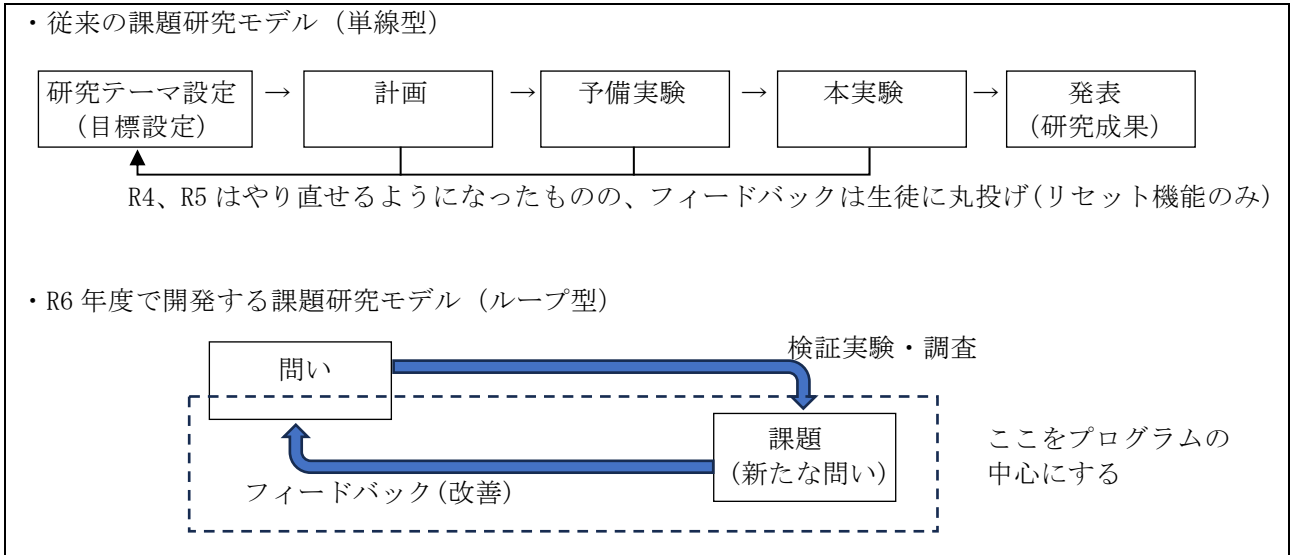 ・従来の課題研究モデル（単線型）
研究テーマ設定 → 計画 → 予備実験 → 本実験 → 発表
（目標設定） （研究成果）
R4、R5はやり直せるようになったものの、フィードバックは生徒に丸投げ(リセット機能のみ)
・R6年度で開発する課題研究モデル（ループ型）
検証実験・調査
問い
課題
（新たな問い）
ここをプログラムの
中心にする
フィードバック(改善)